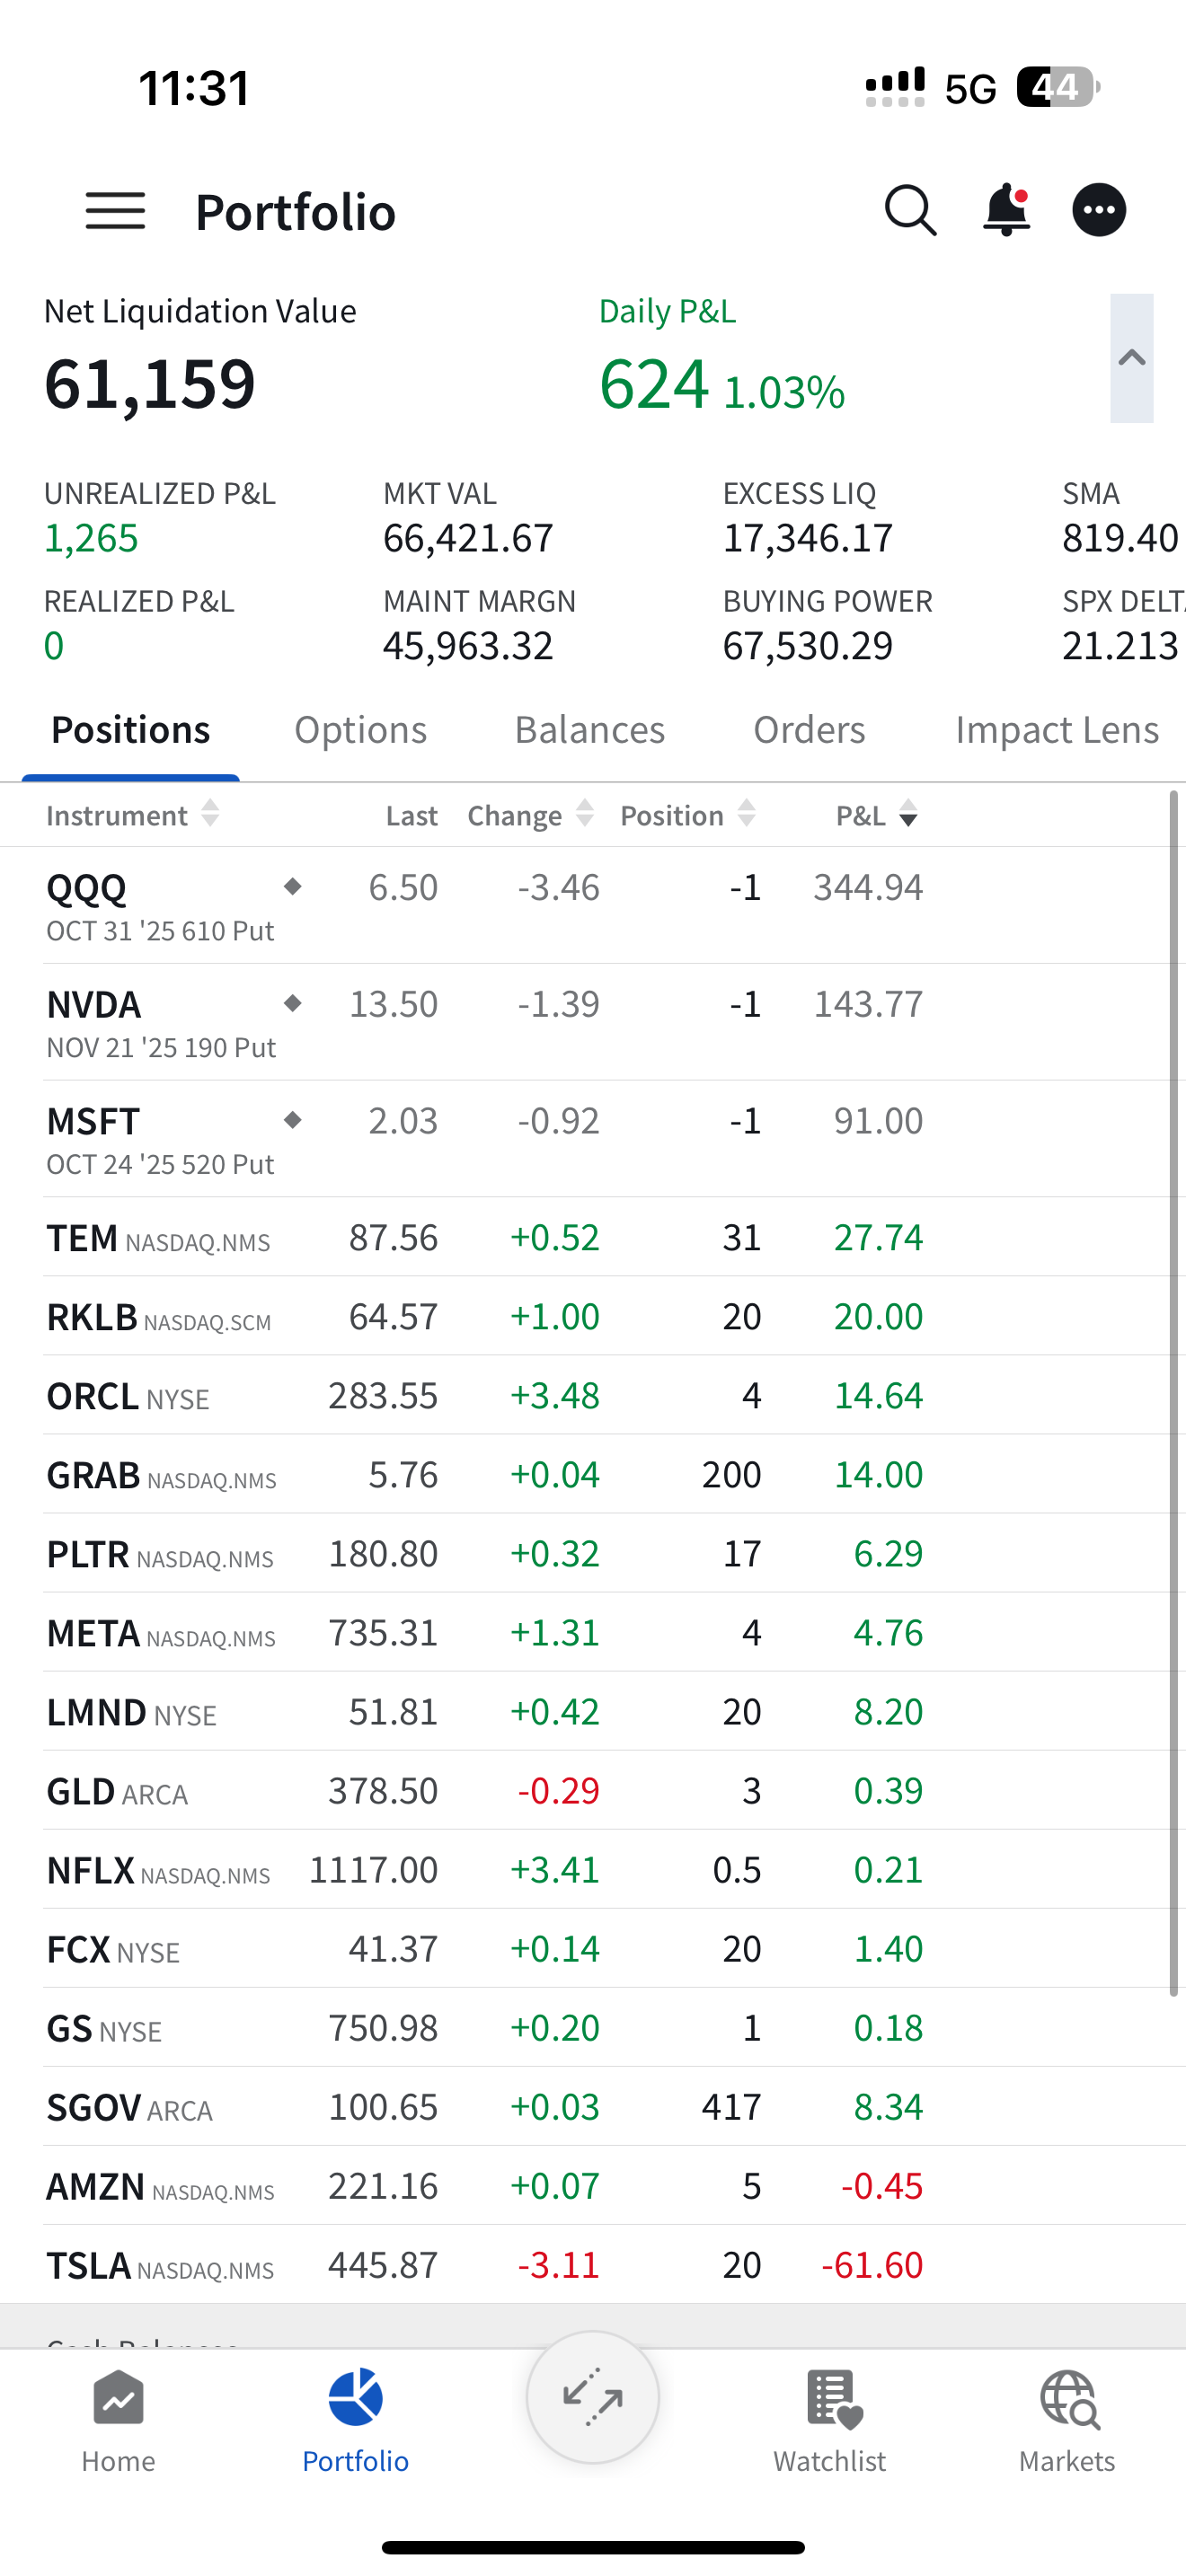 11:31
5G 44
Portfolio
Net Liquidation Value Daily P&L
61,159 624 1.03%
UNREALIZED P&L MKT VAL EXCESS LIQ SMA
1,265 66,421.67 17,346.17 819.40
REALIZED P&L MAINT MARGN BUYING POWER SPX DELT
0 45,963.32 67,530.29 21.213
Positions Options Balances Orders Impact Lens
Instrument Last Change Position P&L
QQQ 6.50 -3.46 -1 344.94
OCT 31 '25 610 Put
NVDA 13.50 -1.39 -1 143.77
NOV 21 '25 190 Put
MSFT 2.03 -0.92 -1 91.00
OCT 24 '25 520 Put
TEM NASDAQ.NMS 87.56 +0.52 31 27.74
RKLB NASDAQ.SCM 64.57 +1.00 20 20.00
ORCL NYSE 283.55 +3.48 4 14.64
GRAB NASDAQ.NMS 5.76 +0.04 200 14.00
PLTR NASDAQ.NMS 180.80 +0.32 17 6.29
META NASDAQ.NMS 735.31 +1.31 4 4.76
LMND NYSE 51.81 +0.42 20 8.20
GLD ARCA 378.50 -0.29 3 0.39
NFLX NASDAQ.NMS 1117.00 +3.41 0.5 0.21
FCX NYSE 41.37 +0.14 20 1.40
GS NYSE 750.98 +0.20 1 0.18
SGOV ARCA 100.65 +0.03 417 8.34
AMZN NASDAQ.NMS 221.16 +0.07 5 -0.45
TSLA NASDAQ.NMS 445.87 -3.11 20 -61.60
Cash Balances
Home Portfolio Watchlist Markets